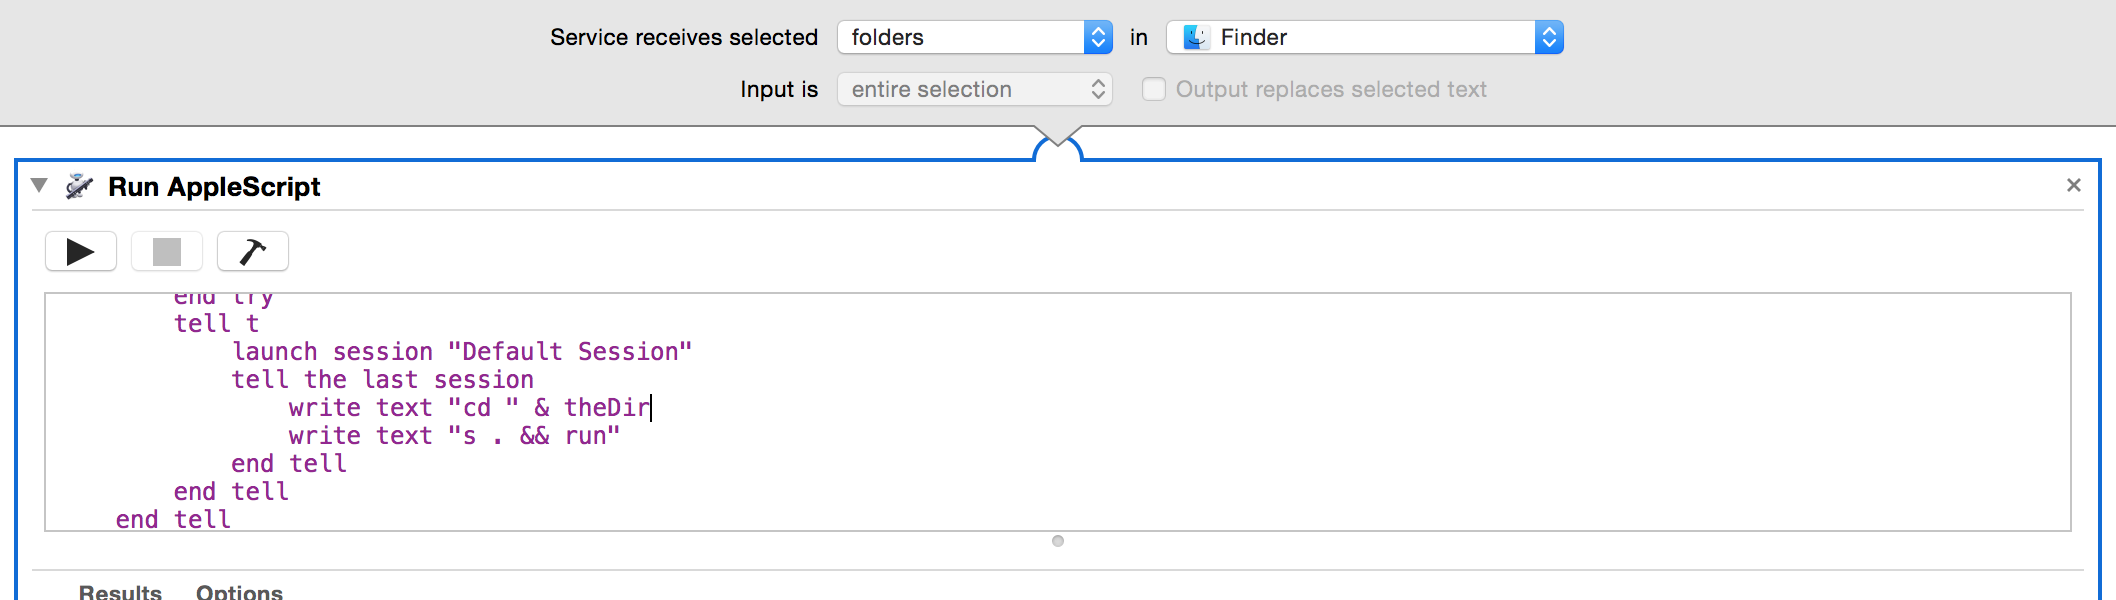 Service receives selected folders in Finder
Input is entire selection Output replaces selected text
Run AppleScript
end try
tell t
launch session "Default Session"
tell the last session
write text "cd " & theDir
write text "s . && run"
end tell
end tell
end tell
Results Options